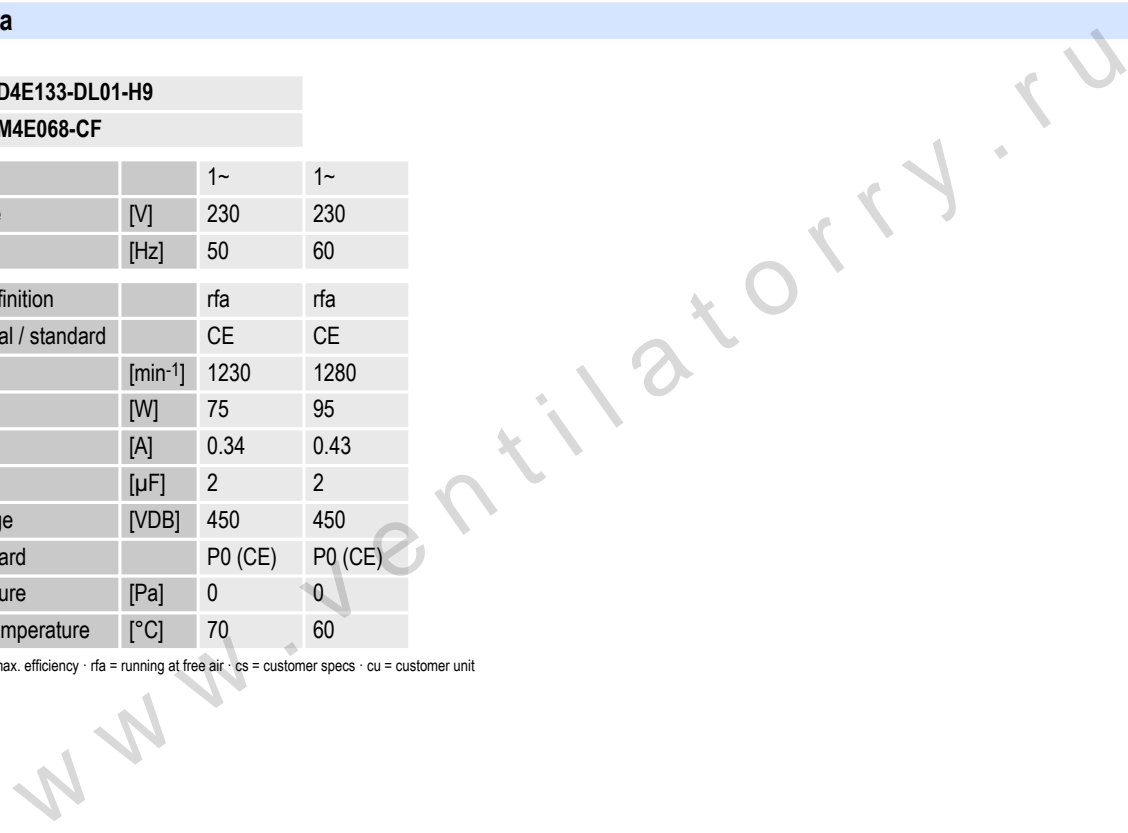 a
D4E133-DL01-H9
M4E068-CF
1~ 1~
e [V] 230 230
[Hz] 50 60
finition rfa rfa
al / standard CE CE
[min-1] 1230 1280
[W] 75 95
[A] 0.34 0.43
[µF] 2 2
ge [VDB] 450 450
ard P0 (CE) P0 (CE)
ure [Pa] 0 0
mperature [°C] 70 60
max. efficiency · rfa = running at free air · cs = customer specs · cu = customer unit
www.ventilatorry.ru